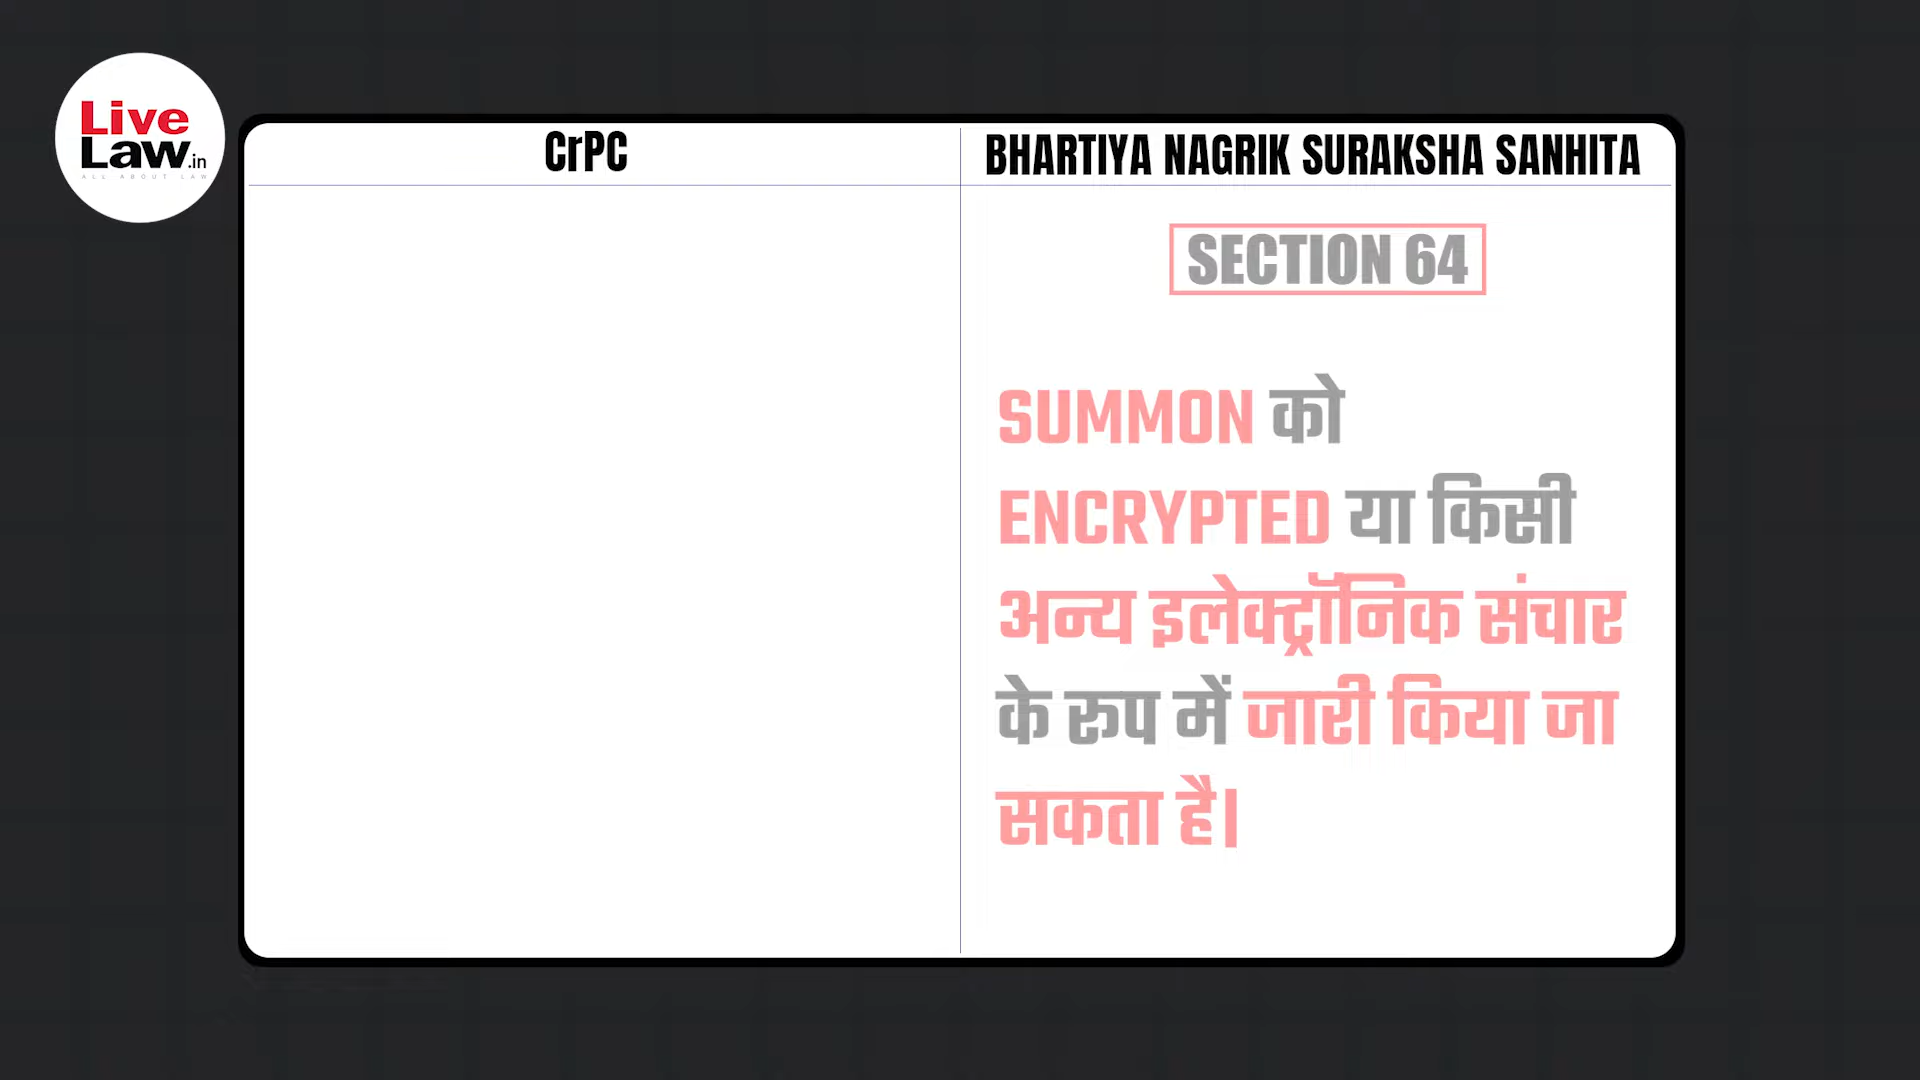 Live
Law.in
ALL ABOUT LAW
CrPC
BHARTIYA NAGRIK SURAKSHA SANHITA
SECTION 64
SUMMON को
ENCRYPTED या किसी
अन्य इलेक्ट्रॉनिक संचार
के रूप में जारी किया जा
सकता है।